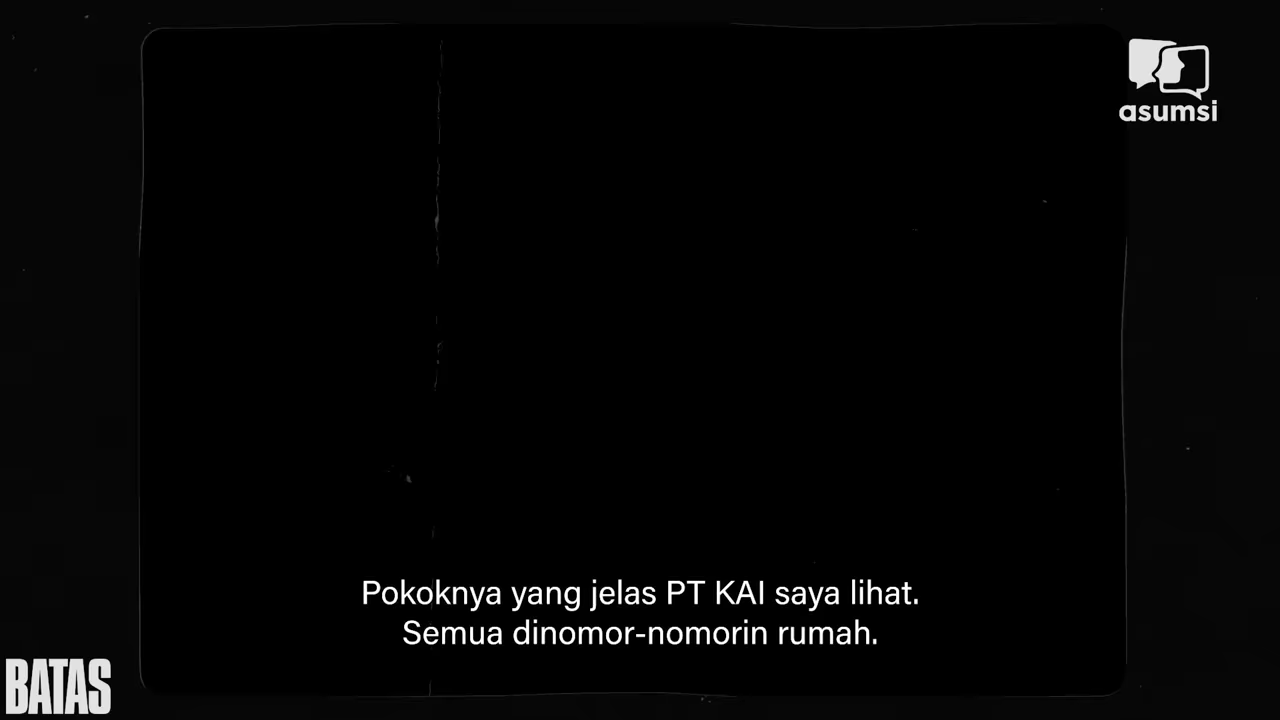 asumsi
Pokoknya yang jelas PT KAI saya lihat.
Semua dinomor-nomorin rumah.
BATAS